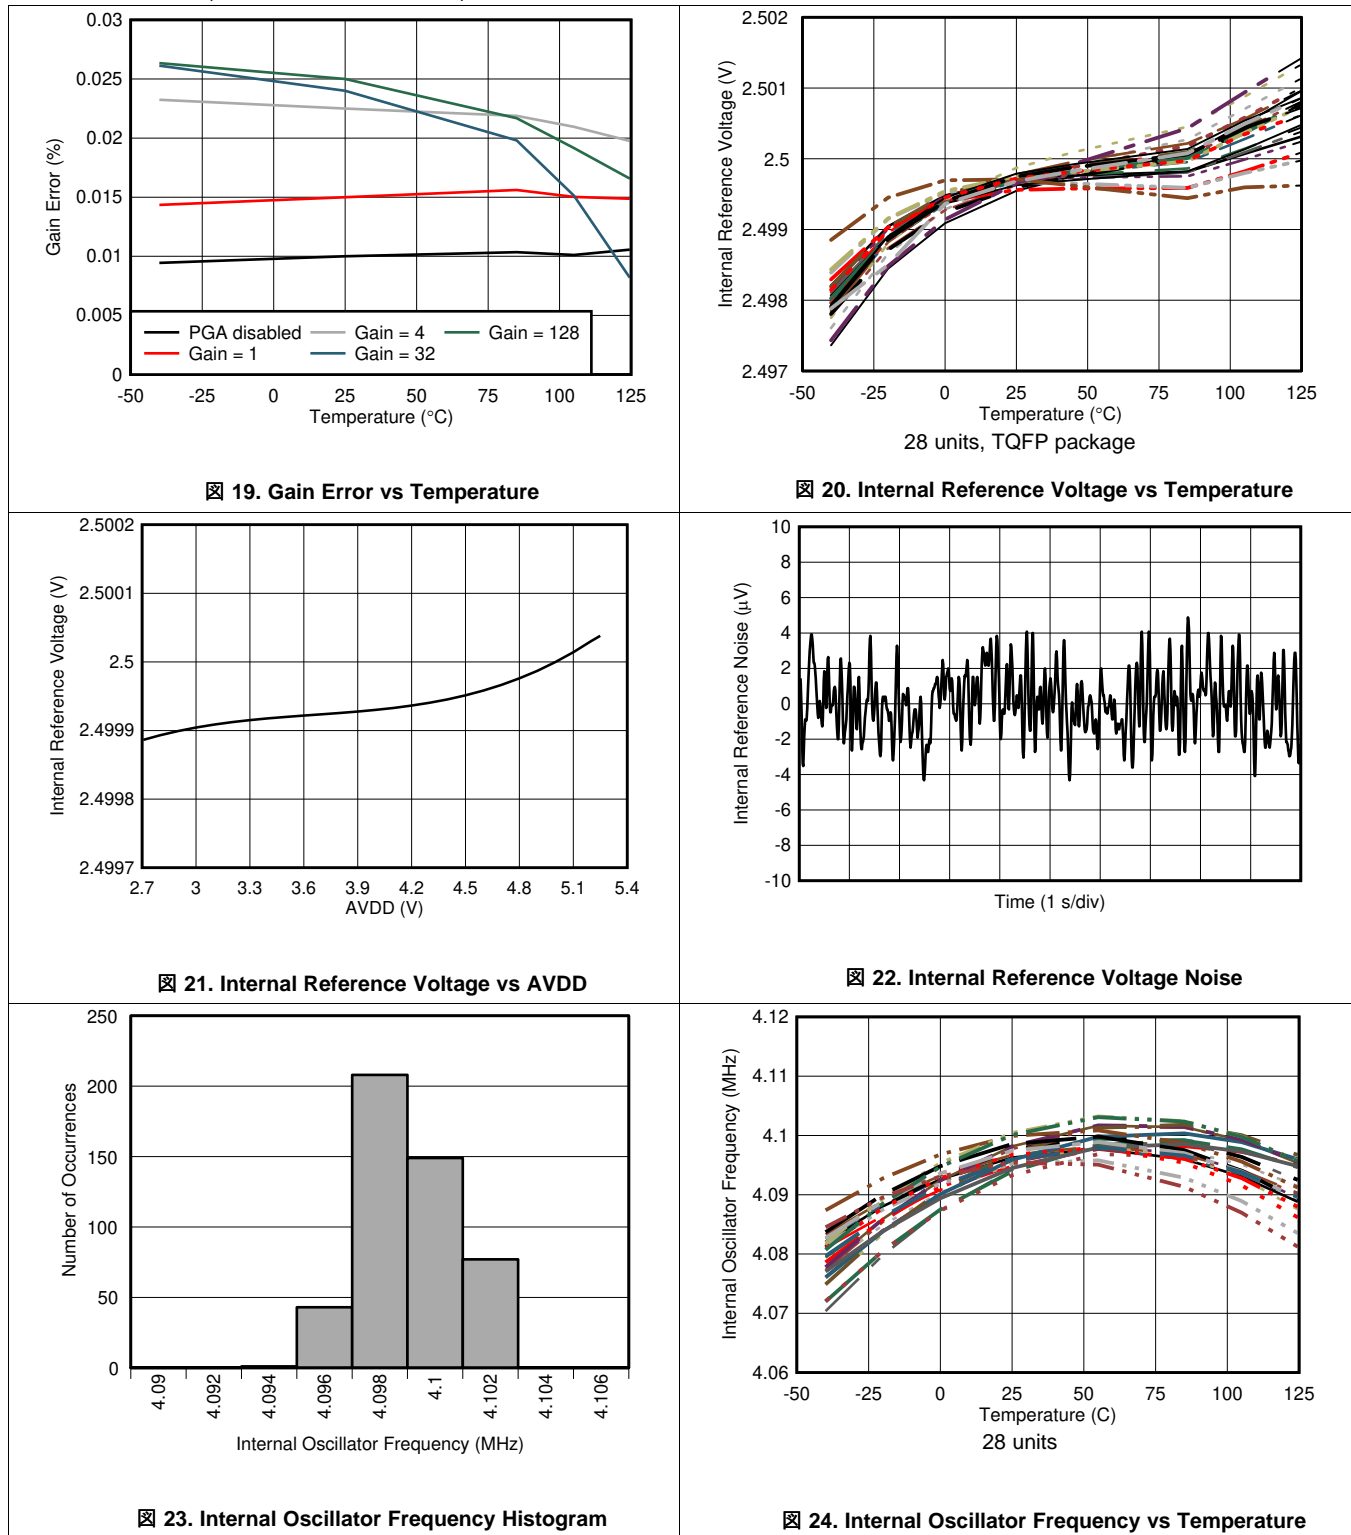 0.03
0.025
0.02
0.015
0.01
0.005
0
Gain Error (%)
PGA disabled
Gain = 1
Gain = 4
Gain = 32
Gain = 128
-50 -25 0 25 50 75 100 125
Temperature (°C)
図 19. Gain Error vs Temperature
2.502
2.501
2.5
2.499
2.498
2.497
Internal Reference Voltage (V)
-50 -25 0 25 50 75 100 125
Temperature (°C)
28 units, TQFP package
図 20. Internal Reference Voltage vs Temperature
2.5002
2.5001
2.5
2.4999
2.4998
2.4997
Internal Reference Voltage (V)
2.7 3 3.3 3.6 3.9 4.2 4.5 4.8 5.1 5.4
AVDD (V)
図 21. Internal Reference Voltage vs AVDD
10
8
6
4
2
0
-2
-4
-6
-8
-10
Internal Reference Noise (μV)
Time (1 s/div)
図 22. Internal Reference Voltage Noise
250
200
150
100
50
0
Number of Occurrences
4.09
4.092
4.094
4.096
4.098
4.1
4.102
4.104
4.106
Internal Oscillator Frequency (MHz)
図 23. Internal Oscillator Frequency Histogram
4.12
4.11
4.1
4.09
4.08
4.07
4.06
Internal Oscillator Frequency (MHz)
-50 -25 0 25 50 75 100 125
Temperature (C)
28 units
図 24. Internal Oscillator Frequency vs Temperature